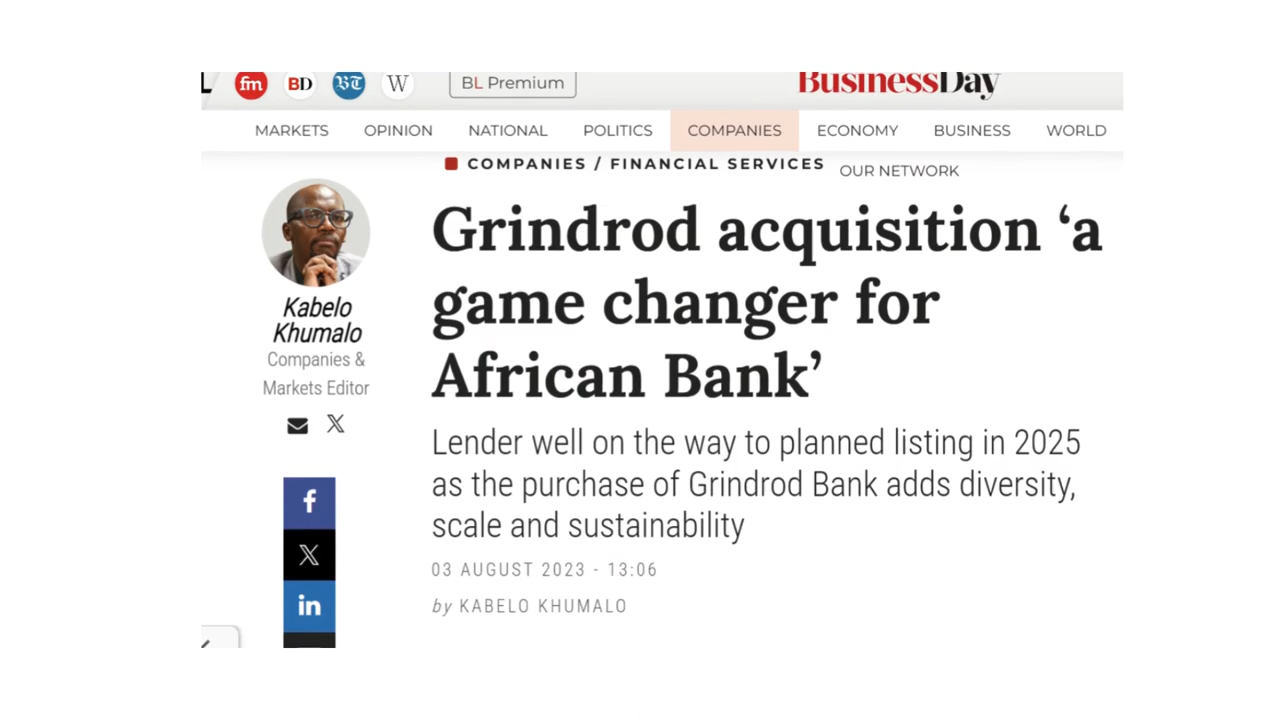 fm BD BT W BL Premium BusinessDay
MARKETS OPINION NATIONAL POLITICS COMPANIES ECONOMY BUSINESS WORLD
COMPANIES / FINANCIAL SERVICES OUR NETWORK
Grindrod acquisition ‘a
game changer for
African Bank’
Kabelo
Khumalo
Companies &
Markets Editor
Lender well on the way to planned listing in 2025
as the purchase of Grindrod Bank adds diversity,
scale and sustainability
03 AUGUST 2023 - 13:06
by KABELO KHUMALO
f
X
in